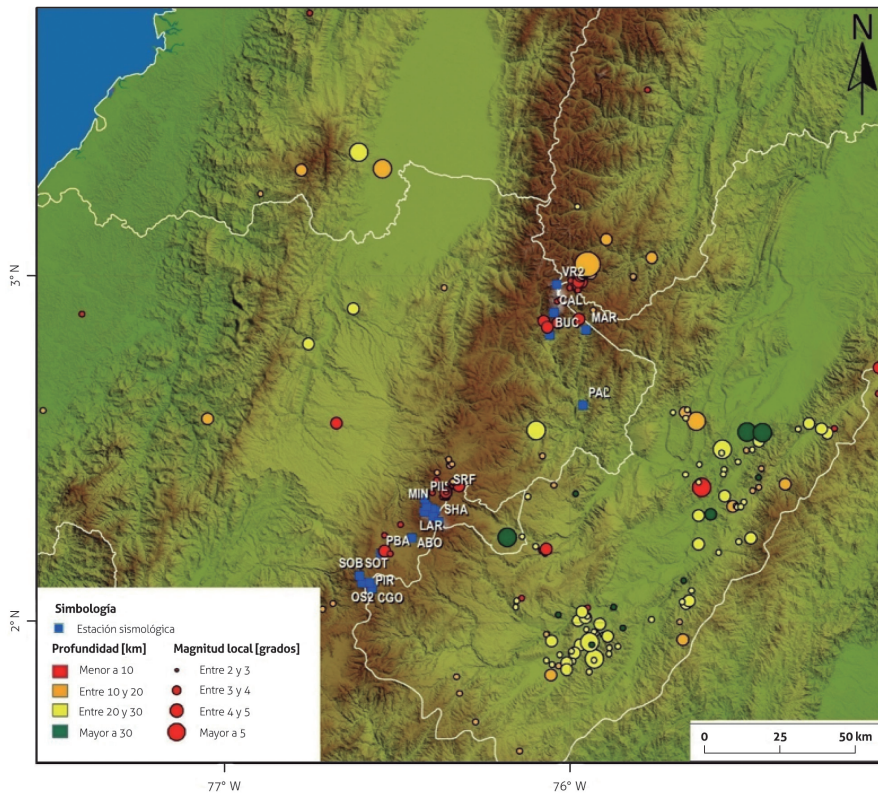 N
3° N
VR2
CAL
BUC
MAR
PAL
MIN
PIL
SRF
SHA
LAR
PBA
ABO
SOB
SOT
PIR
OS2
CGO
2° N
Simbología
Estación sismológica
Profundidad [km]
Magnitud local [grados]
Menor a 10
Entre 2 y 3
Entre 10 y 20
Entre 3 y 4
Entre 20 y 30
Entre 4 y 5
Mayor a 30
Mayor a 5
0
25
50 km
77° W
76° W